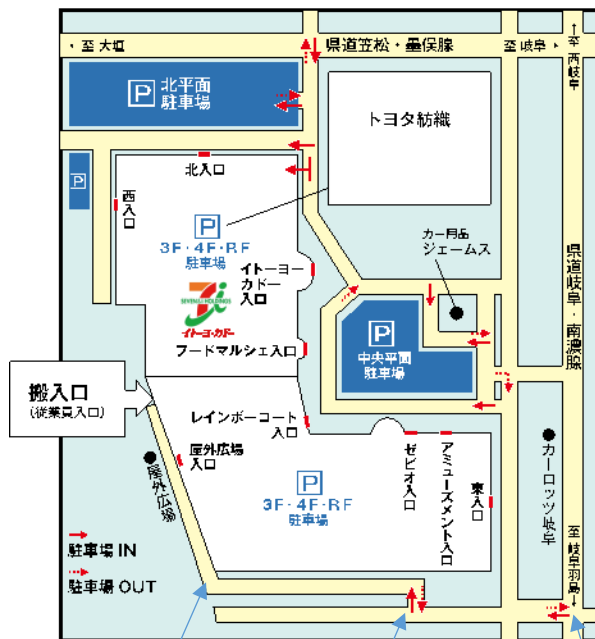 ← 至 大垣
県道笠松・墨俣腺
至 岐阜 →
←至 西岐阜
P 北平面
駐車場
トヨタ紡織
P
北入口
西入口
P
3F・4F・RF
駐車場
カー用品
ジェームス
イトーヨー
カドー
入口
SEVEN & i HOLDINGS
イトーヨーカドー
県道岐阜・南濃腺
P
中央平面
駐車場
フードマルシェ入口
搬入口
(従業員入口)
レインボーコート
入口
屋外広場
入口
屋外広場
P
3F・4F・RF
駐車場
ゼビオ入口
アミューズメント入口
東入口
カーロッツ岐阜
駐車場 IN
駐車場 OUT
至 岐阜羽島→